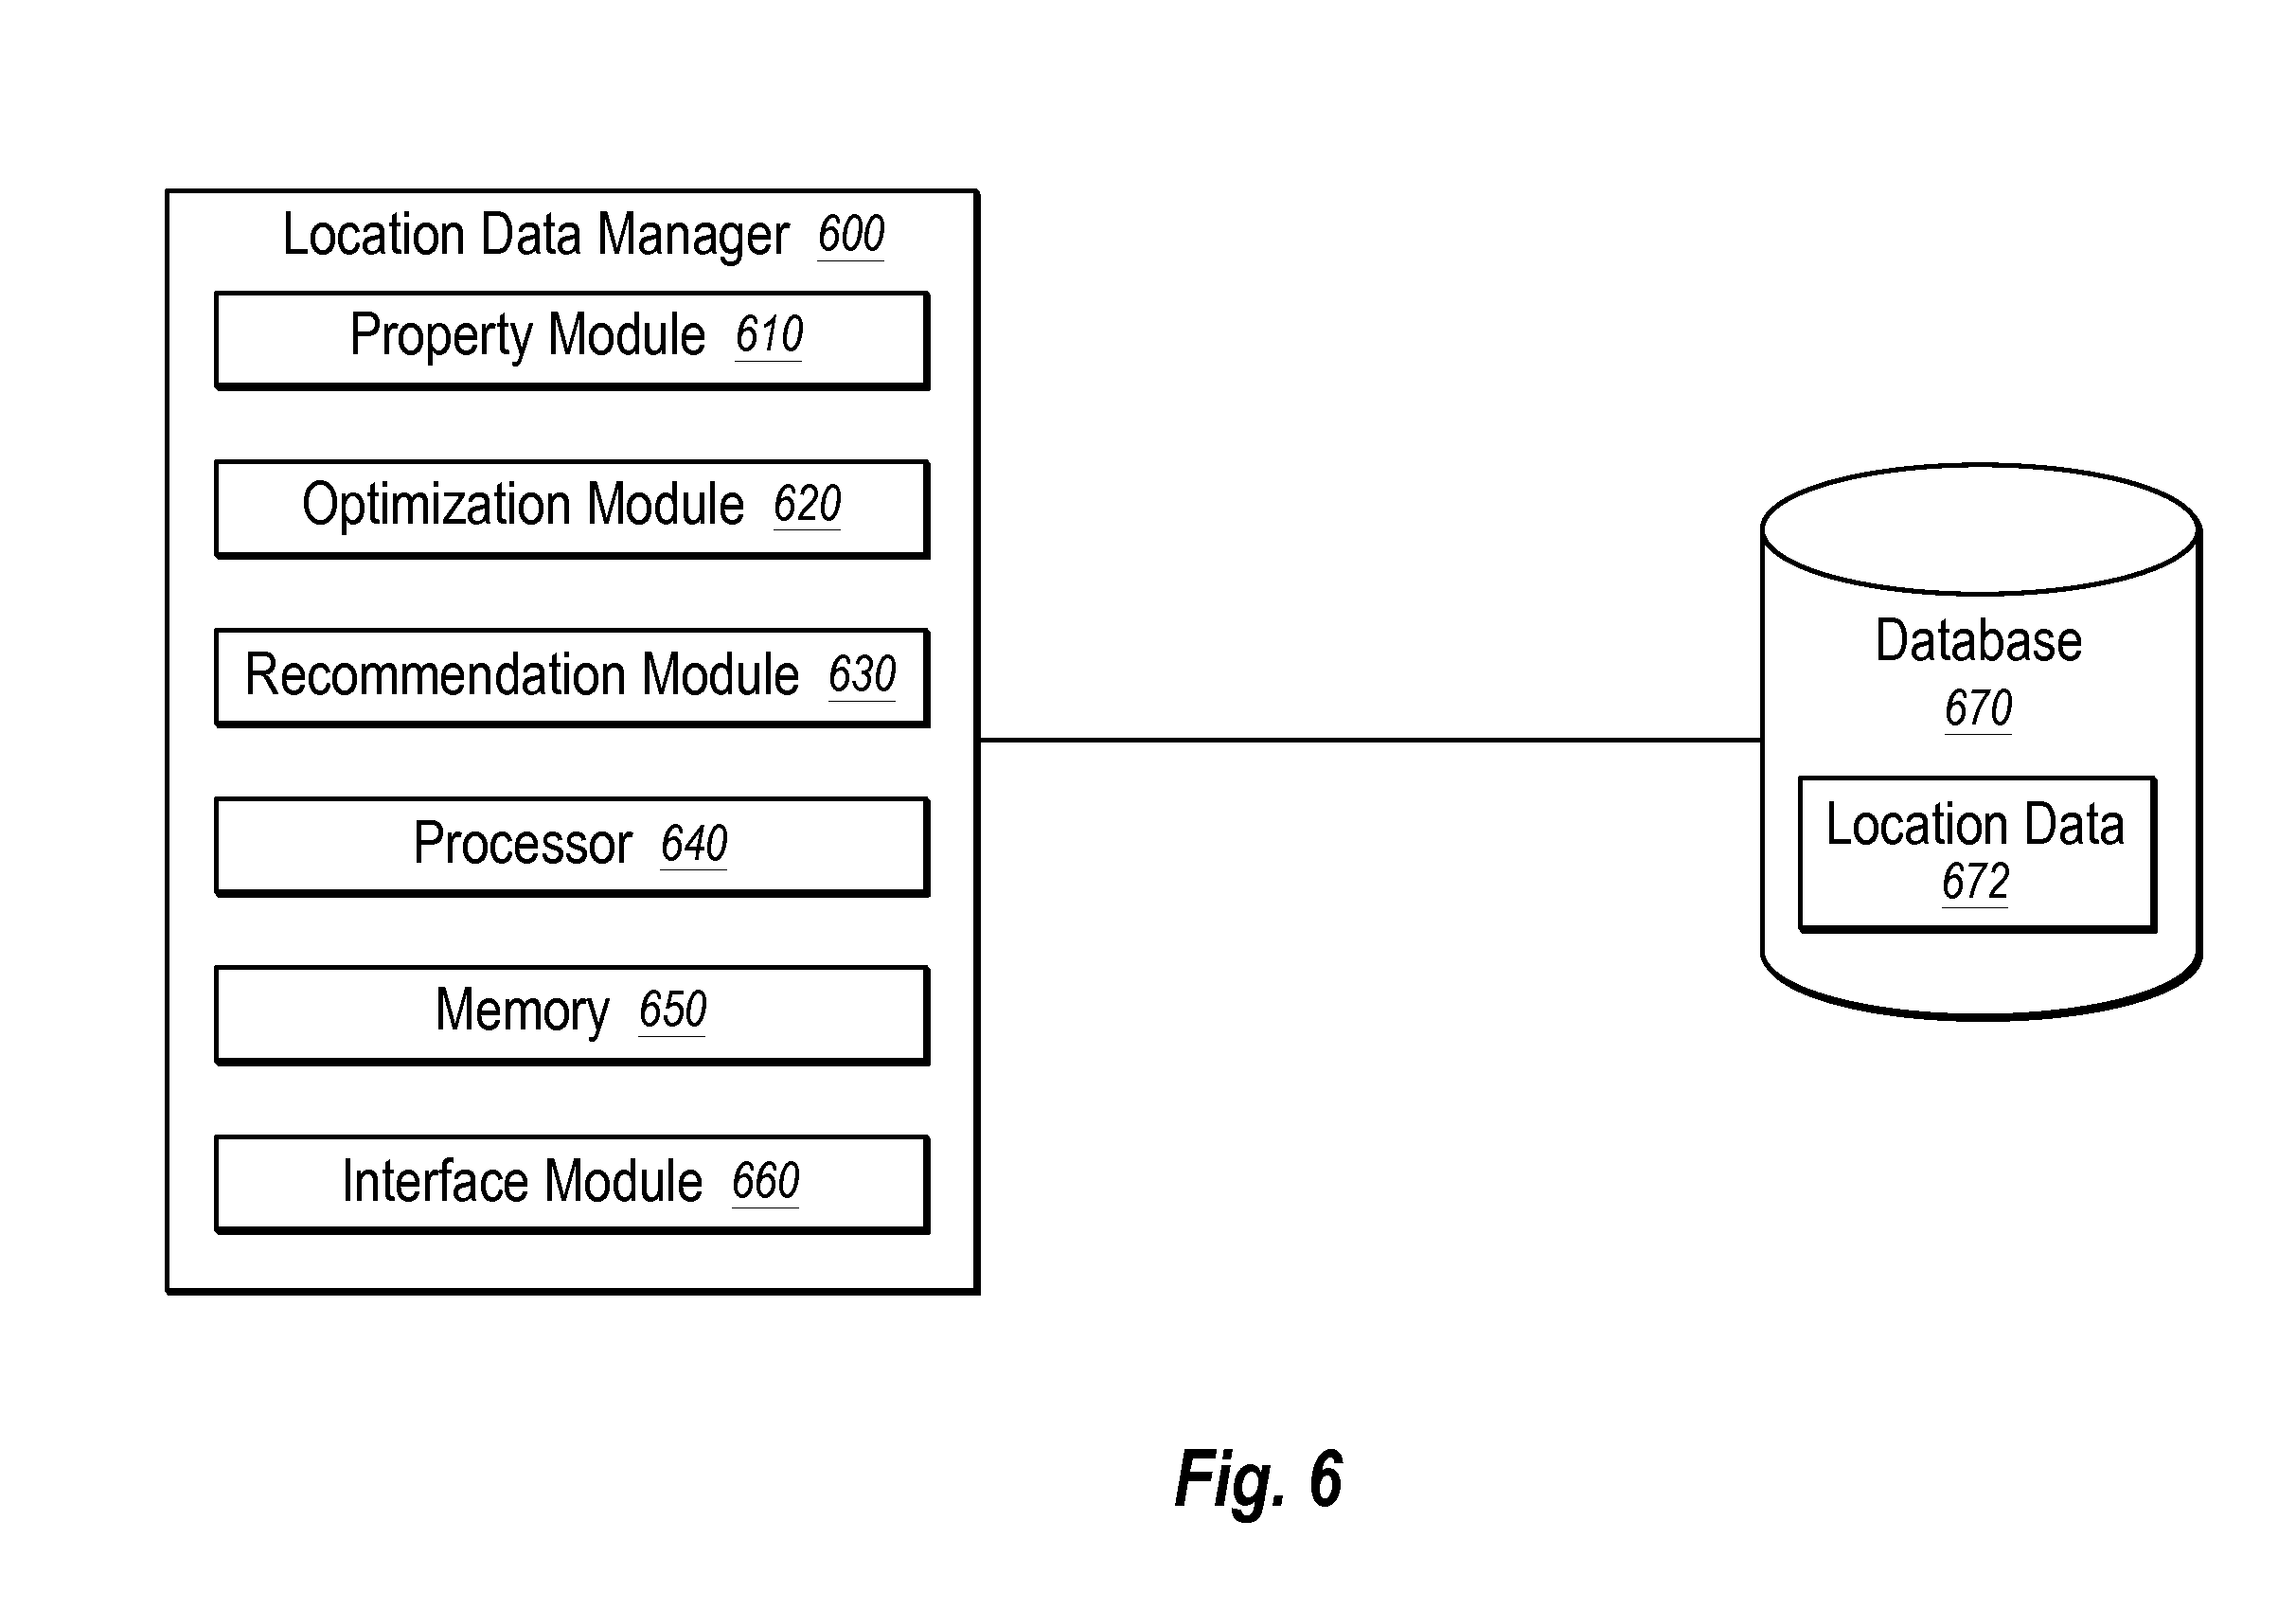 Location Data Manager 600
Property Module 610
Optimization Module 620
Recommendation Module 630
Processor 640
Memory 650
Interface Module 660
Database
670
Location Data
672
Fig. 6